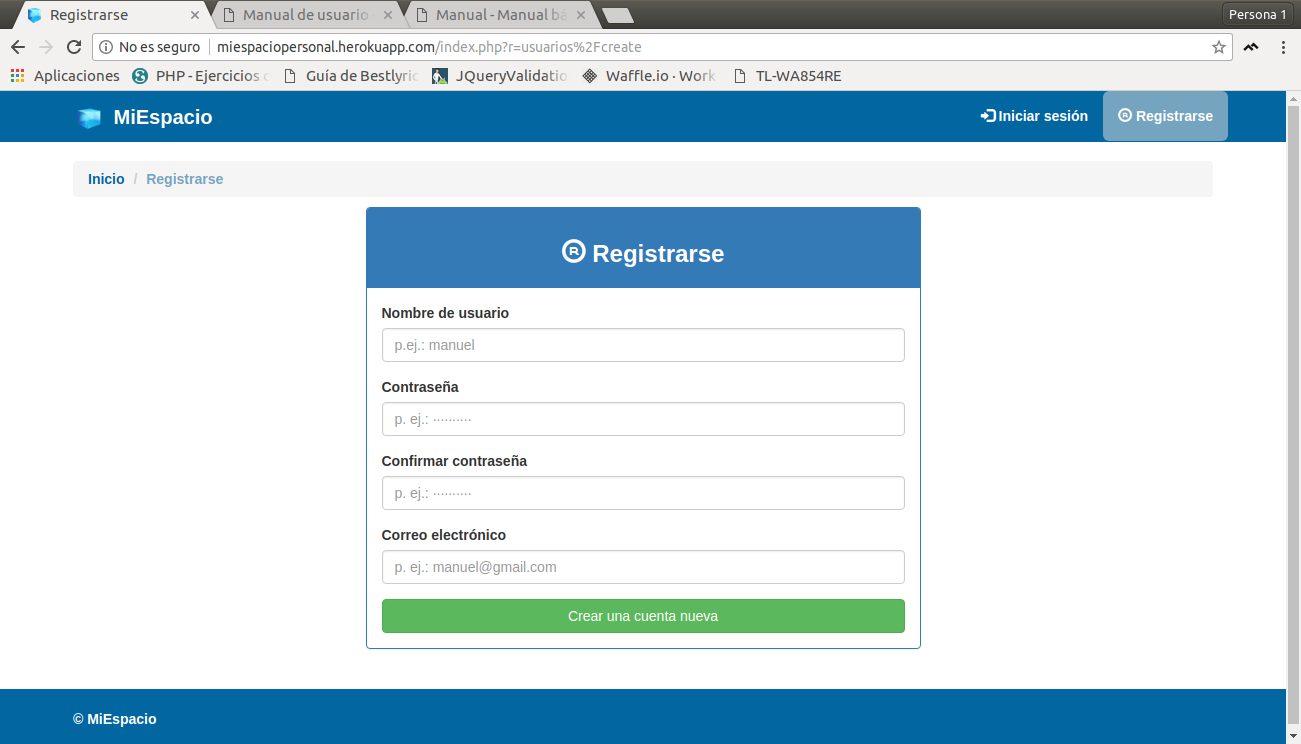 Registrarse
Manual de usuario
Manual - Manual bá
Persona 1
No es seguro miespaciopersonal.herokuapp.com/index.php?r=usuarios%2Fcreate
Aplicaciones PHP - Ejercicios Guía de Bestlyric JQueryValidatio Waffle.io · Work TL-WA854RE
MiEspacio
Iniciar sesión
Registrarse
Inicio / Registrarse
Registrarse
Nombre de usuario
p.ej.: manuel
Contraseña
p. ej.: ··········
Confirmar contraseña
p. ej.: ··········
Correo electrónico
p. ej.: manuel@gmail.com
Crear una cuenta nueva
© MiEspacio